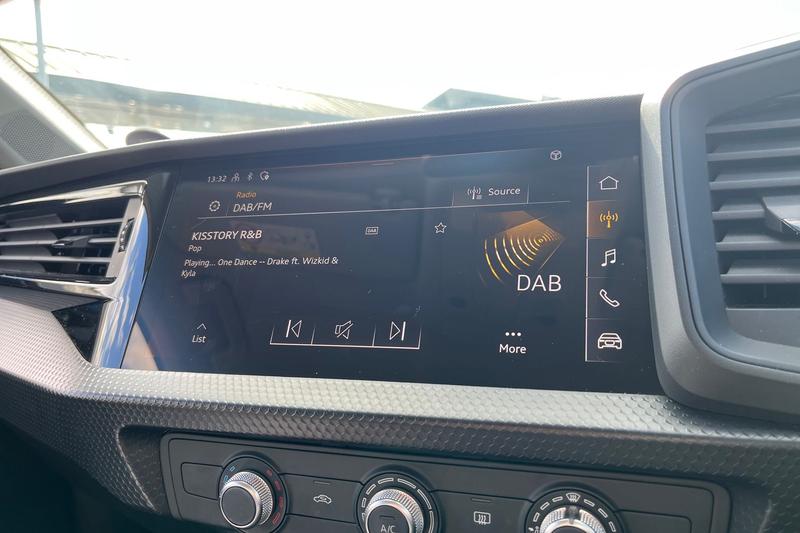 13:32
Radio
DAB/FM
Source
KISSTORY R&B
DAB
Pop
Playing... One Dance -- Drake ft. Wizkid &
Kyla
DAB
List
More
A/C